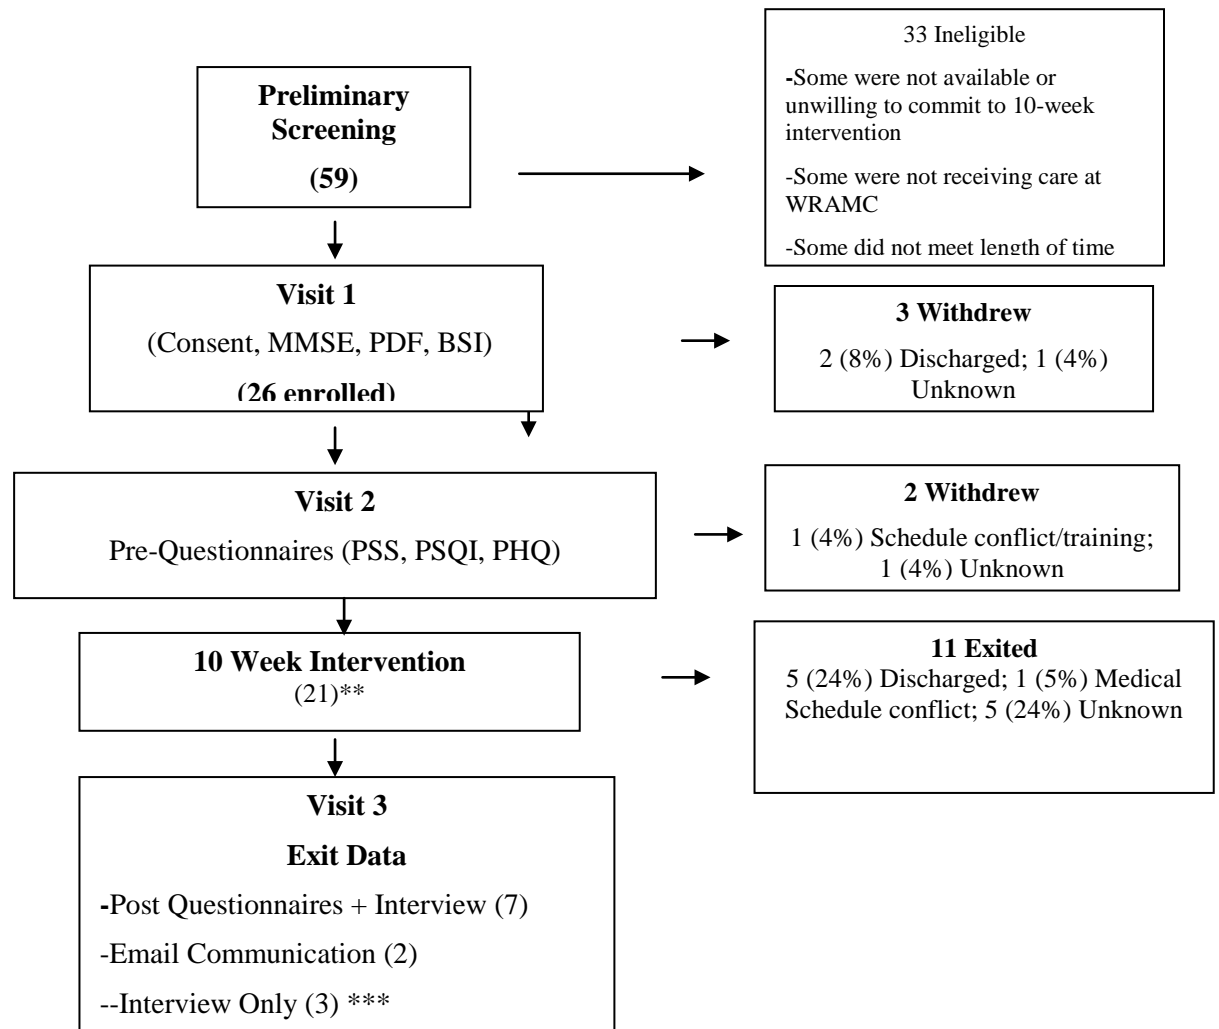 Preliminary
Screening
(59)
33 Ineligible
-Some were not available or
unwilling to commit to 10-week
intervention
-Some were not receiving care at
WRAMC
-Some did not meet length of time
Visit 1
(Consent, MMSE, PDF, BSI)
(26 enrolled)
3 Withdrew
2 (8%) Discharged; 1 (4%)
Unknown
Visit 2
Pre-Questionnaires (PSS, PSQI, PHQ)
2 Withdrew
1 (4%) Schedule conflict/training;
1 (4%) Unknown
10 Week Intervention
(21)**
11 Exited
5 (24%) Discharged; 1 (5%) Medical
Schedule conflict; 5 (24%) Unknown
Visit 3
Exit Data
-Post Questionnaires + Interview (7)
-Email Communication (2)
--Interview Only (3) ***